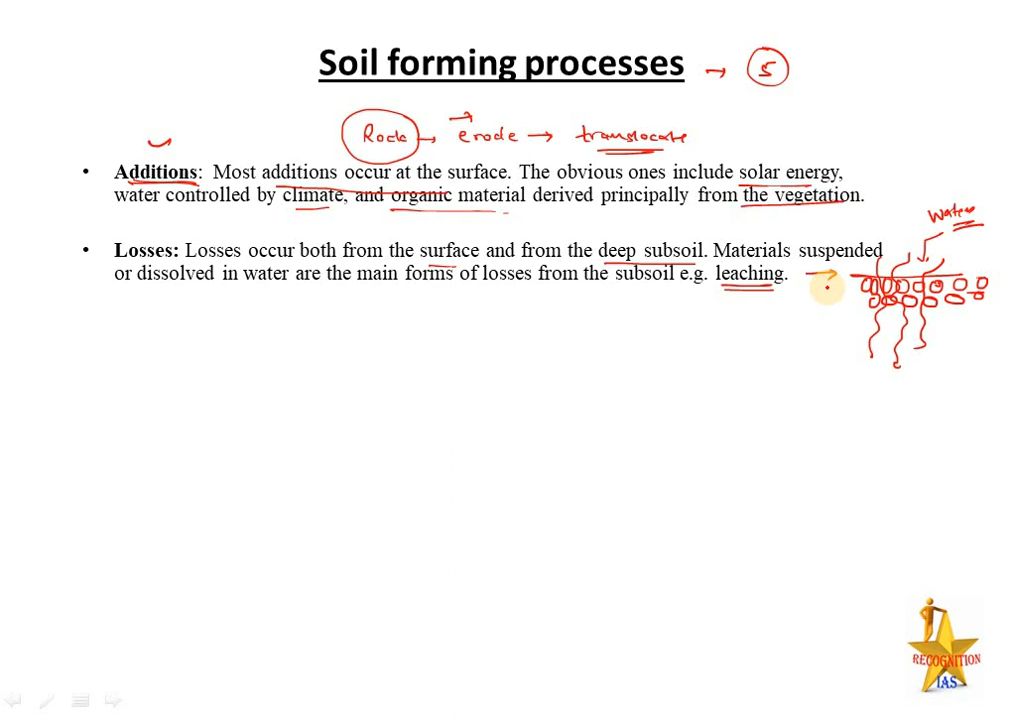 Soil forming processes → 5
Rock → erode → translocate
• Additions: Most additions occur at the surface. The obvious ones include solar energy,
water controlled by climate, and organic material derived principally from the vegetation.
Water
• Losses: Losses occur both from the surface and from the deep subsoil. Materials suspended
or dissolved in water are the main forms of losses from the subsoil e.g. leaching.
RECOGNITION
IAS